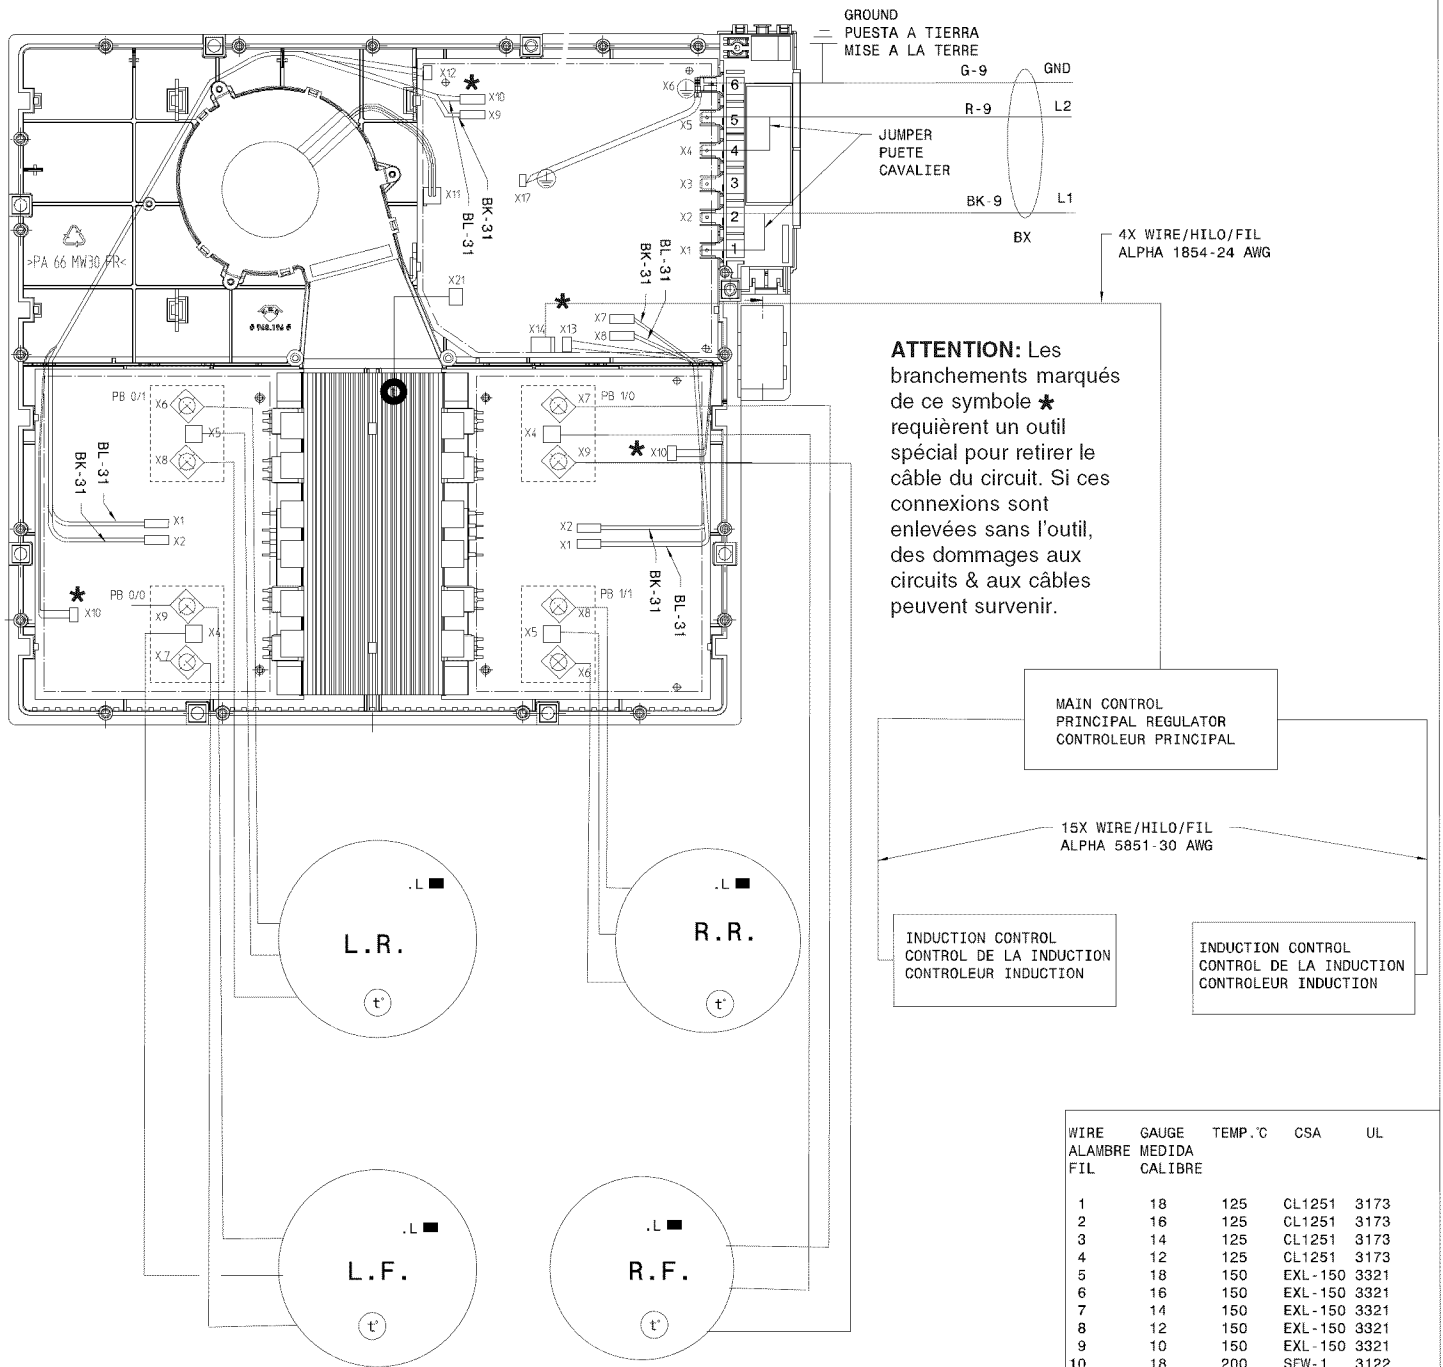 GROUND
PUESTA A TIERRA
MISE A LA TERRE
G-9 GND
R-9 L2
JUMPER
PUETE
CAVALIER
BK-9 L1
BX
4X WIRE/HILO/FIL
ALPHA 1854-24 AWG
X12
X10
X9
X11
BK-31
BL-31
X17
X21
X6 6
X5 5
X4 4
X3 3
X2 2
X1 1
>PA 66 MW30 FR<
BL-31
BK-31
X7
X8
X14 X13
PB 0/1
X6
X5
X8
BL-31
BK-31
X1
X2
X10
PB 0/0
X9
X4
X7
X7 PB 1/0
X4
X9
X10
X2
X1
BK-31
BL-31
PB 1/1
X8
X5
X6
ATTENTION: Les
branchements marqués
de ce symbole *
requièrent un outil
spécial pour retirer le
câble du circuit. Si ces
connexions sont
enlevées sans l'outil,
des dommages aux
circuits & aux câbles
peuvent survenir.
MAIN CONTROL
PRINCIPAL REGULATOR
CONTROLEUR PRINCIPAL
15X WIRE/HILO/FIL
ALPHA 5851-30 AWG
INDUCTION CONTROL
CONTROL DE LA INDUCTION
CONTROLEUR INDUCTION
INDUCTION CONTROL
CONTROL DE LA INDUCTION
CONTROLEUR INDUCTION
.L
L.R.
t°
.L
R.R.
t°
.L
L.F.
t°
.L
R.F.
t°
WIRE GAUGE TEMP.°C CSA UL
ALAMBRE MEDIDA
FIL CALIBRE
1 18 125 CL1251 3173
2 16 125 CL1251 3173
3 14 125 CL1251 3173
4 12 125 CL1251 3173
5 18 150 EXL-150 3321
6 16 150 EXL-150 3321
7 14 150 EXL-150 3321
8 12 150 EXL-150 3321
9 10 150 EXL-150 3321
10 18 200 SEW-1 3122